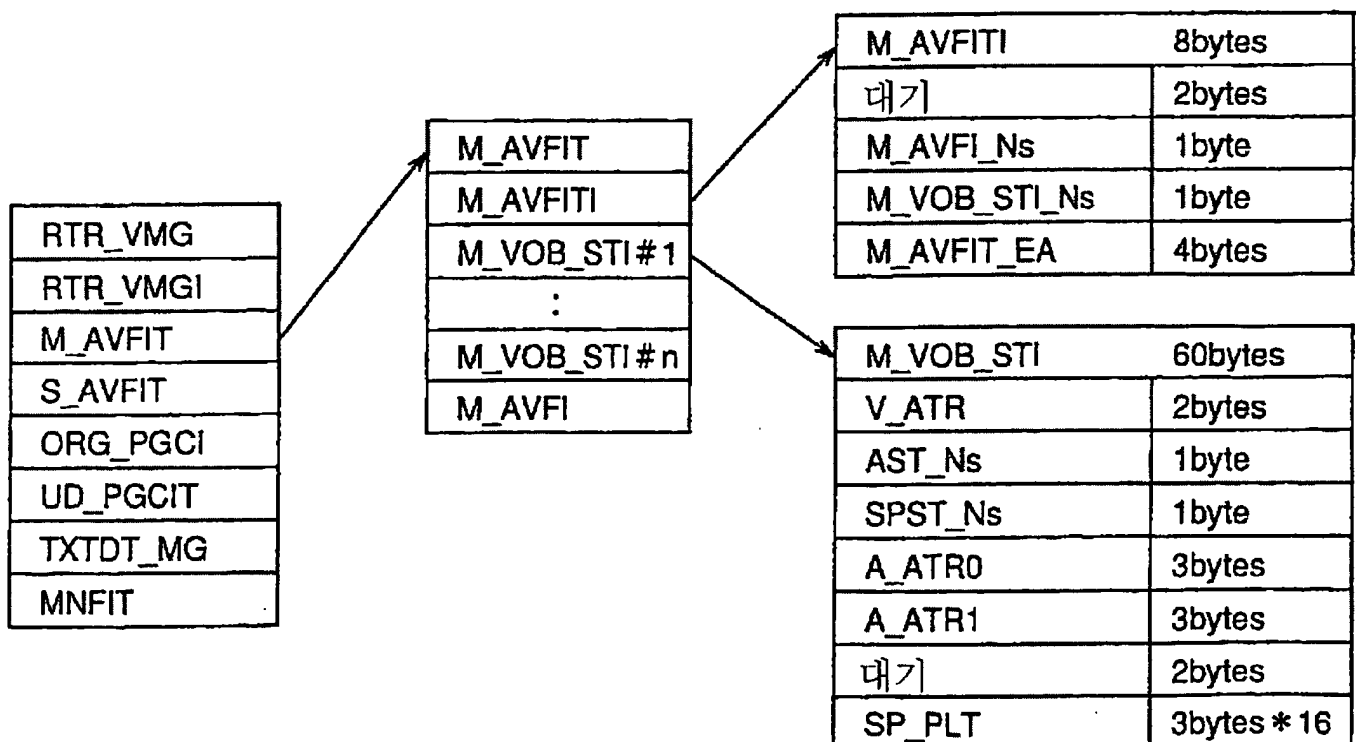 RTR_VMG
RTR_VMGI
M_AVFIT
S_AVFIT
ORG_PGCI
UD_PGCIT
TXTDT_MG
MNFIT
M_AVFIT
M_AVFITI
M_VOB_STI#1
:
M_VOB_STI#n
M_AVFI
M_AVFITI 8bytes
대기 2bytes
M_AVFI_Ns 1byte
M_VOB_STI_Ns 1byte
M_AVFIT_EA 4bytes
M_VOB_STI 60bytes
V_ATR 2bytes
AST_Ns 1byte
SPST_Ns 1byte
A_ATR0 3bytes
A_ATR1 3bytes
대기 2bytes
SP_PLT 3bytes*16